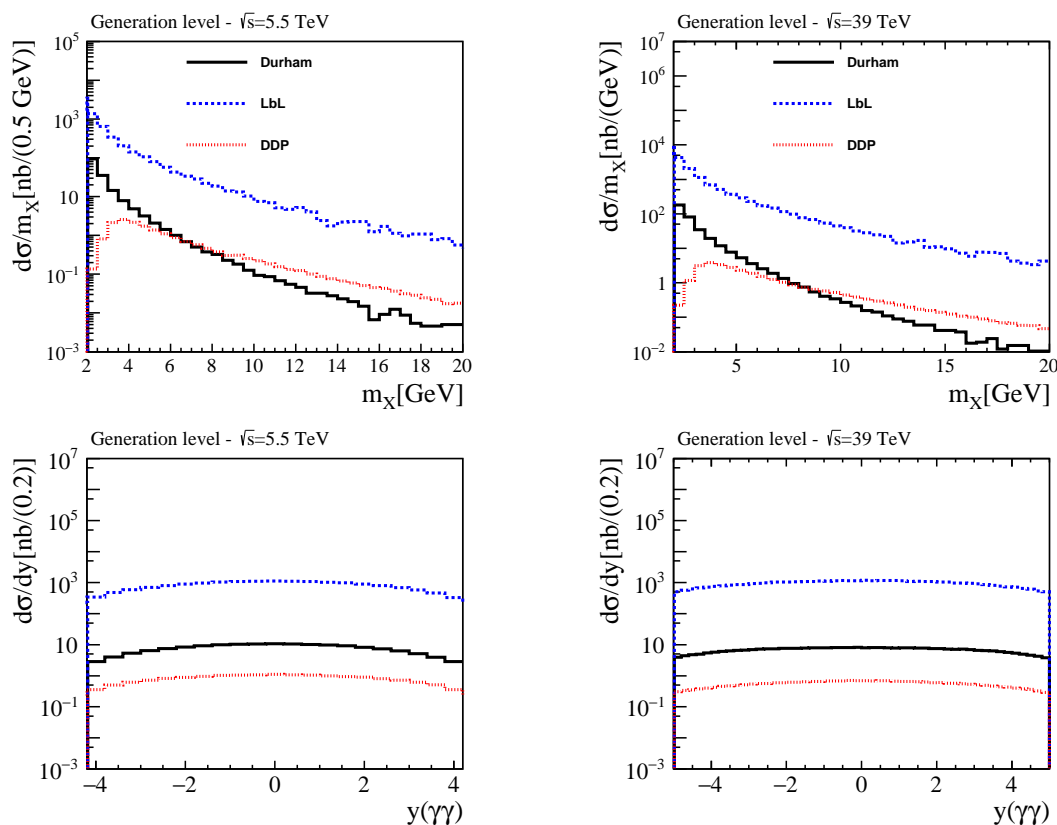 Generation level - √s=5.5 TeV
dσ/m_X[nb/(0.5 GeV)]
10^5
10^3
10
10^−1
10^−3
Durham
LbL
DDP
2 4 6 8 10 12 14 16 18 20
m_X[GeV]
Generation level - √s=39 TeV
dσ/m_X[nb/(GeV)]
10^7
10^6
10^4
10^2
1
10^−2
Durham
LbL
DDP
5 10 15 20
m_X[GeV]
Generation level - √s=5.5 TeV
dσ/dy[nb/(0.2)]
10^7
10^5
10^3
10
10^−1
10^−3
−4 −2 0 2 4
y(γγ)
Generation level - √s=39 TeV
dσ/dy[nb/(0.2)]
10^7
10^5
10^3
10
10^−1
10^−3
−4 −2 0 2 4
y(γγ)